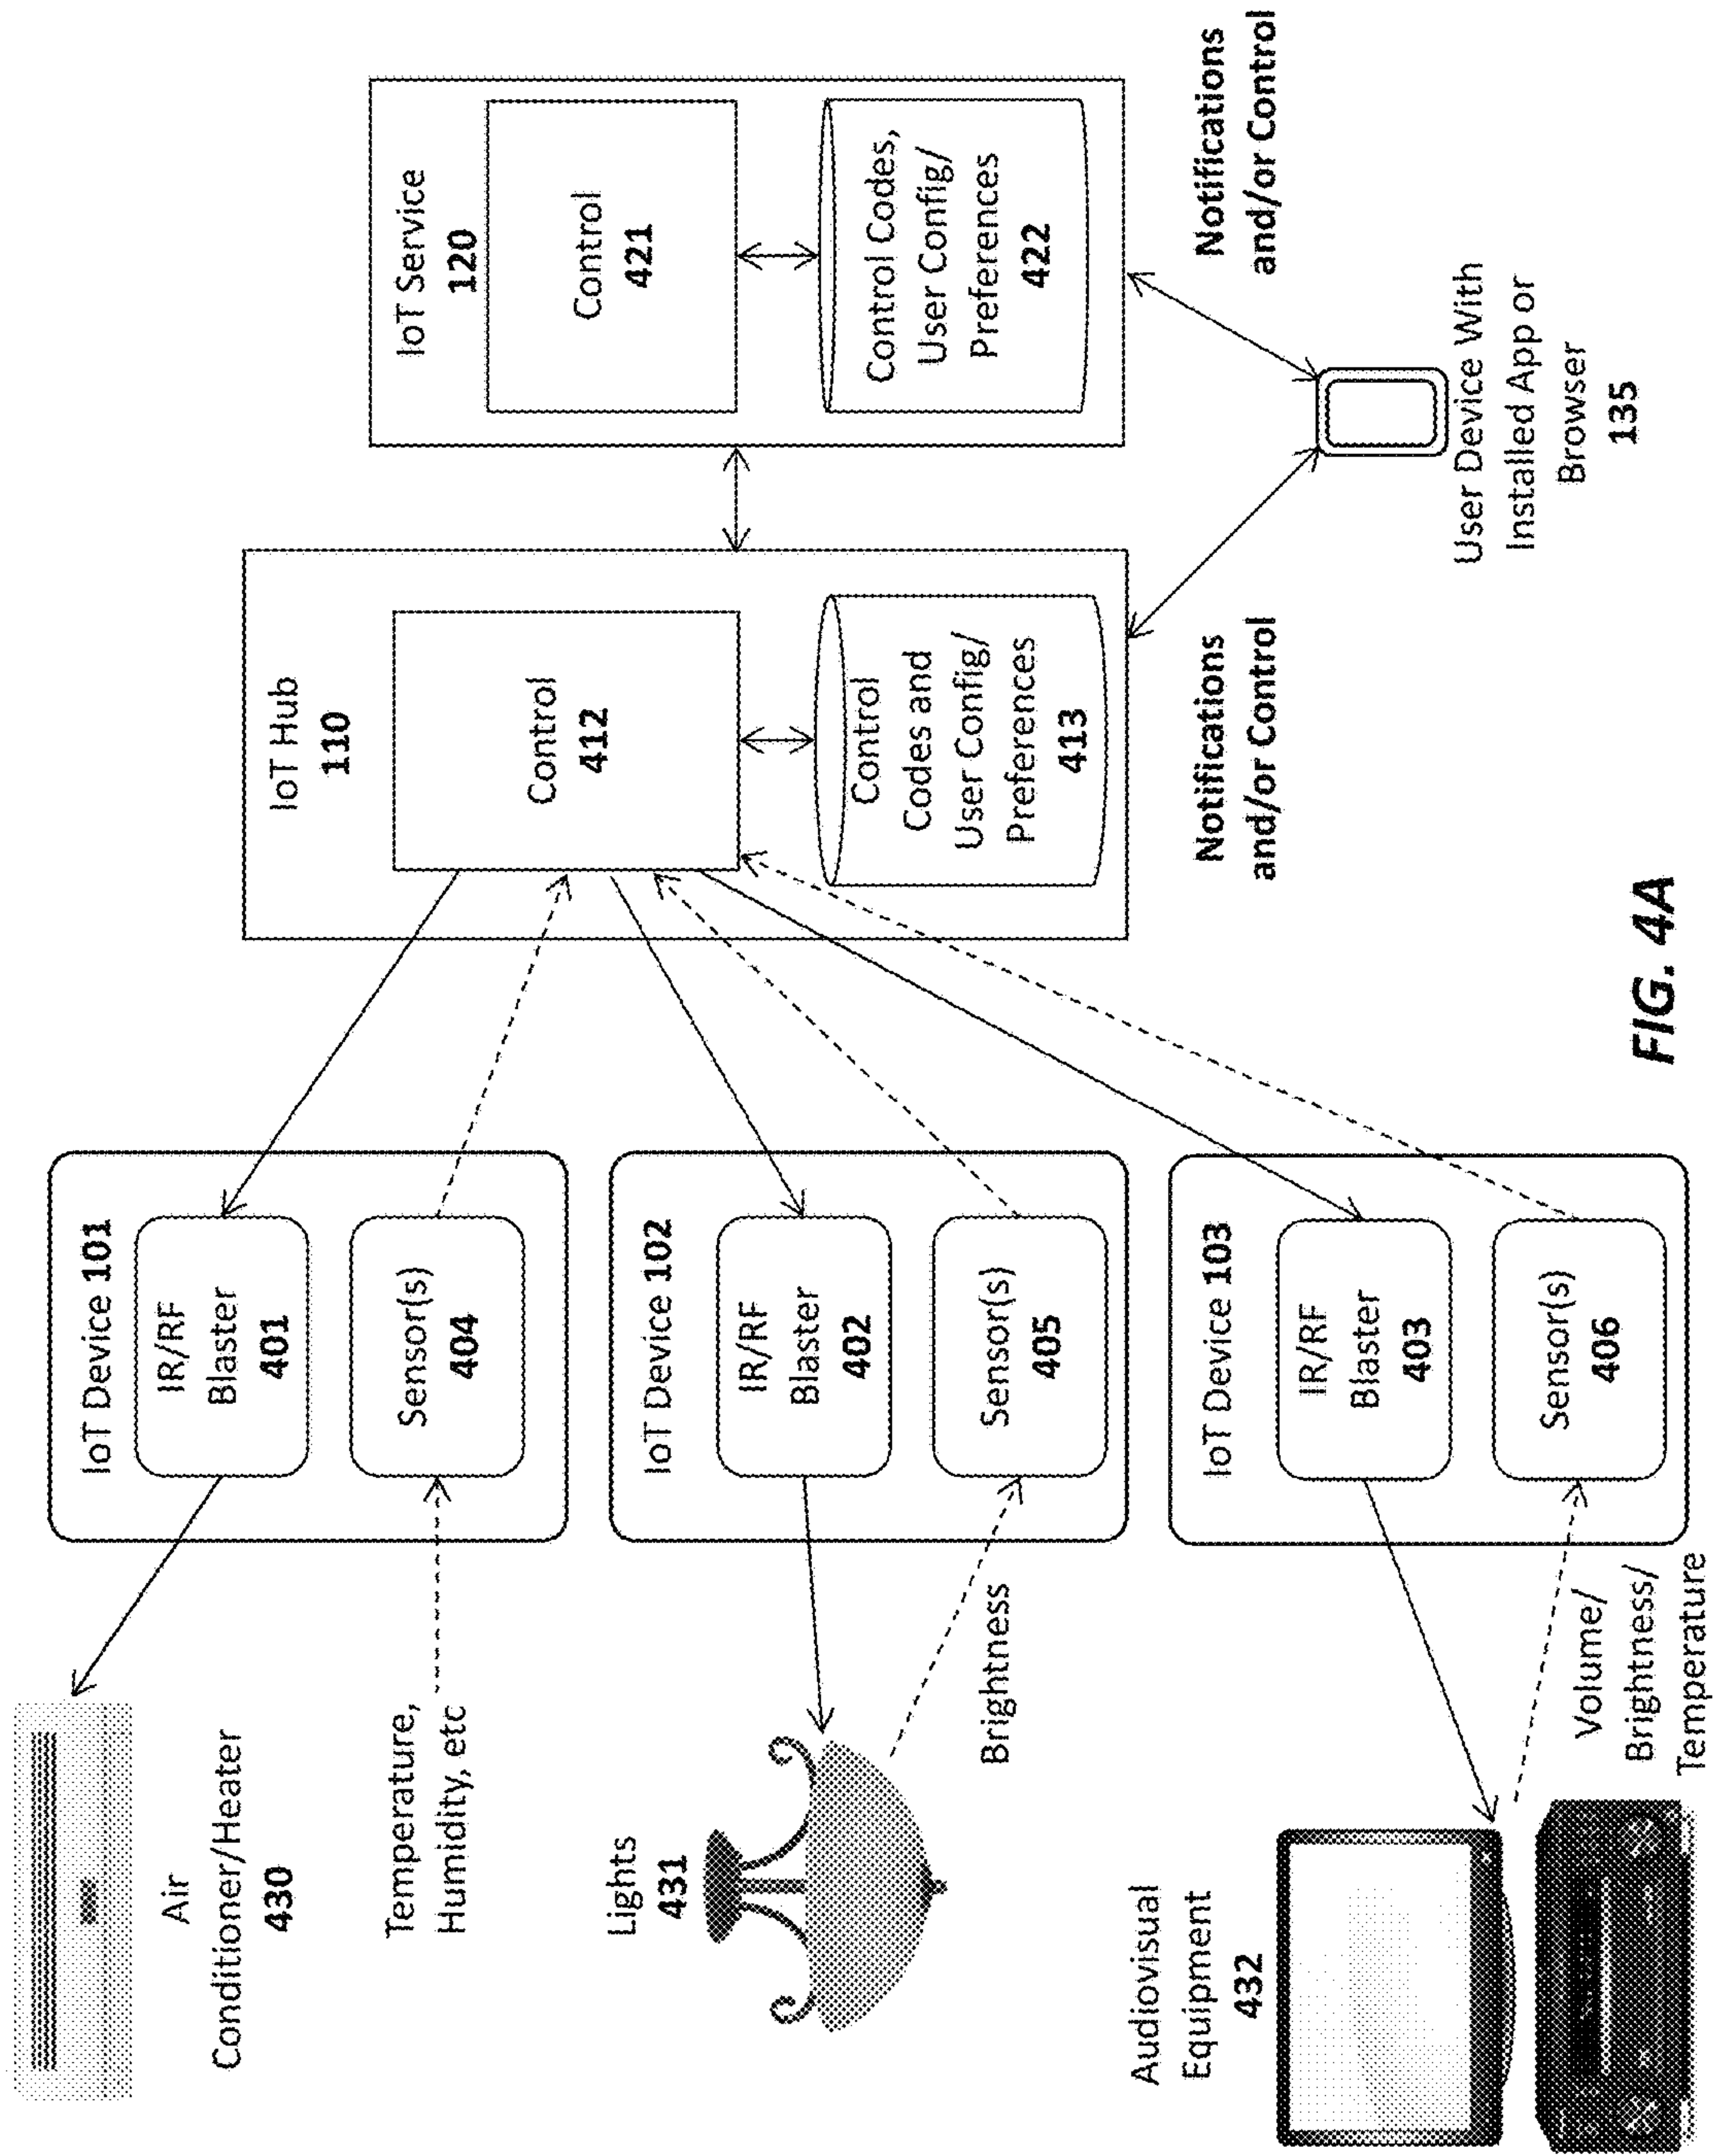 Air
Conditioner/Heater
430
Temperature,
Humidity, etc
Lights
431
Brightness
Audiovisual
Equipment
432
Volume/
Brightness/
Temperature
IoT Device 101
IR/RF
Blaster
401
Sensor(s)
404
IoT Device 102
IR/RF
Blaster
402
Sensor(s)
405
IoT Device 103
IR/RF
Blaster
403
Sensor(s)
406
IoT Hub
110
Control
412
Control
Codes and
User Config/
Preferences
413
Notifications
and/or Control
IoT Service
120
Control
421
Control Codes,
User Config/
Preferences
422
Notifications
and/or Control
User Device With
Installed App or
Browser
135
FIG. 4A